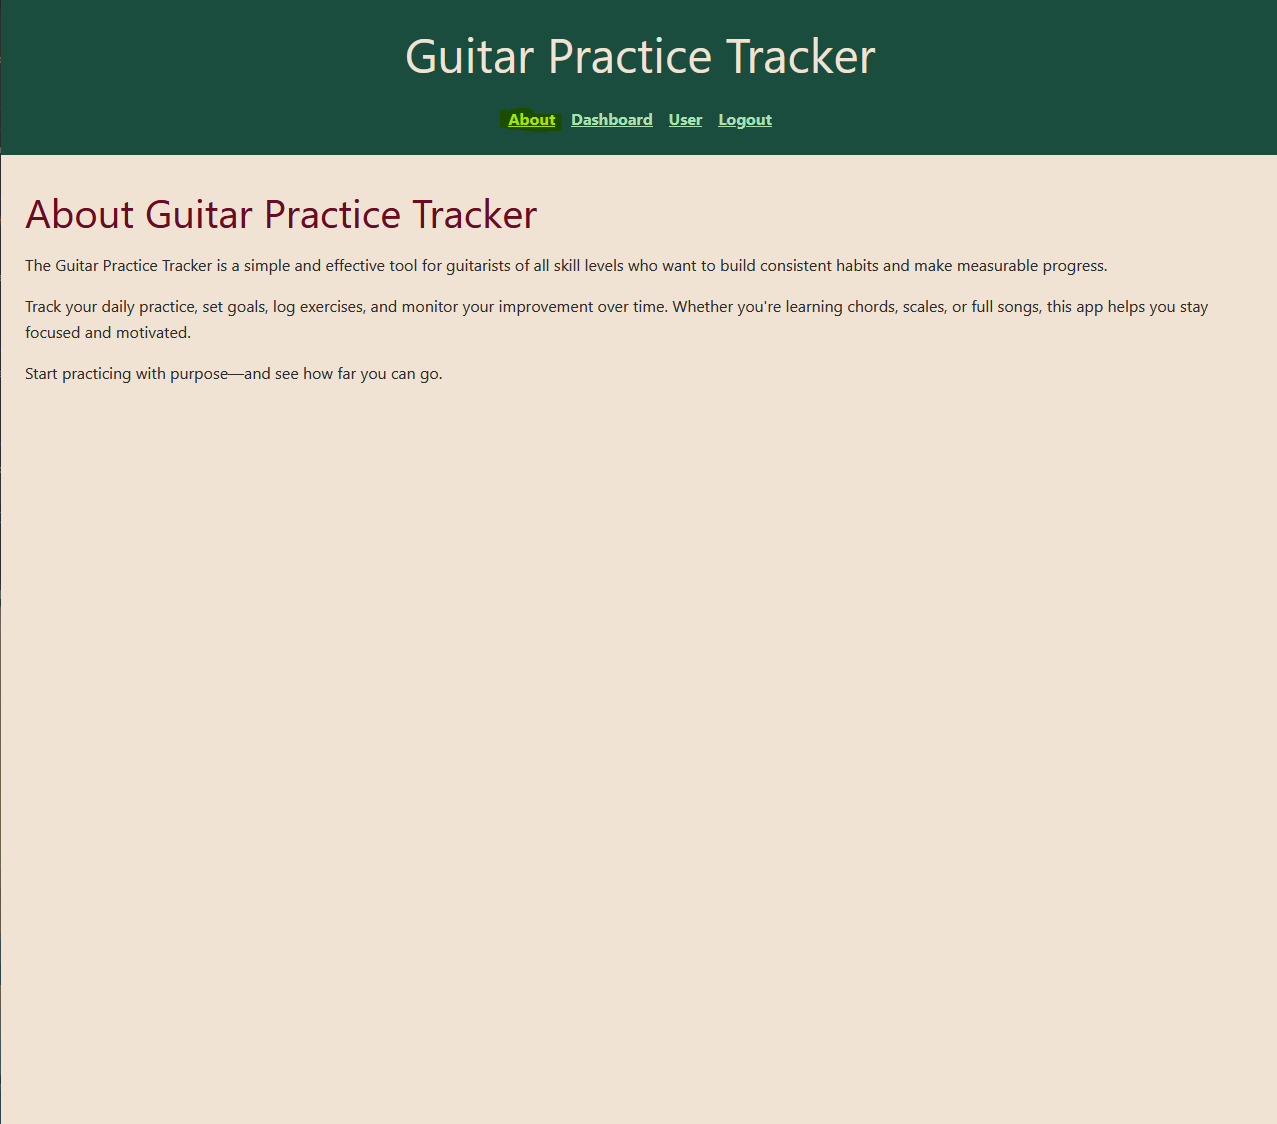 Guitar Practice Tracker
About Dashboard User Logout
About Guitar Practice Tracker
The Guitar Practice Tracker is a simple and effective tool for guitarists of all skill levels who want to build consistent habits and make measurable progress.
Track your daily practice, set goals, log exercises, and monitor your improvement over time. Whether you're learning chords, scales, or full songs, this app helps you stay
focused and motivated.
Start practicing with purpose—and see how far you can go.